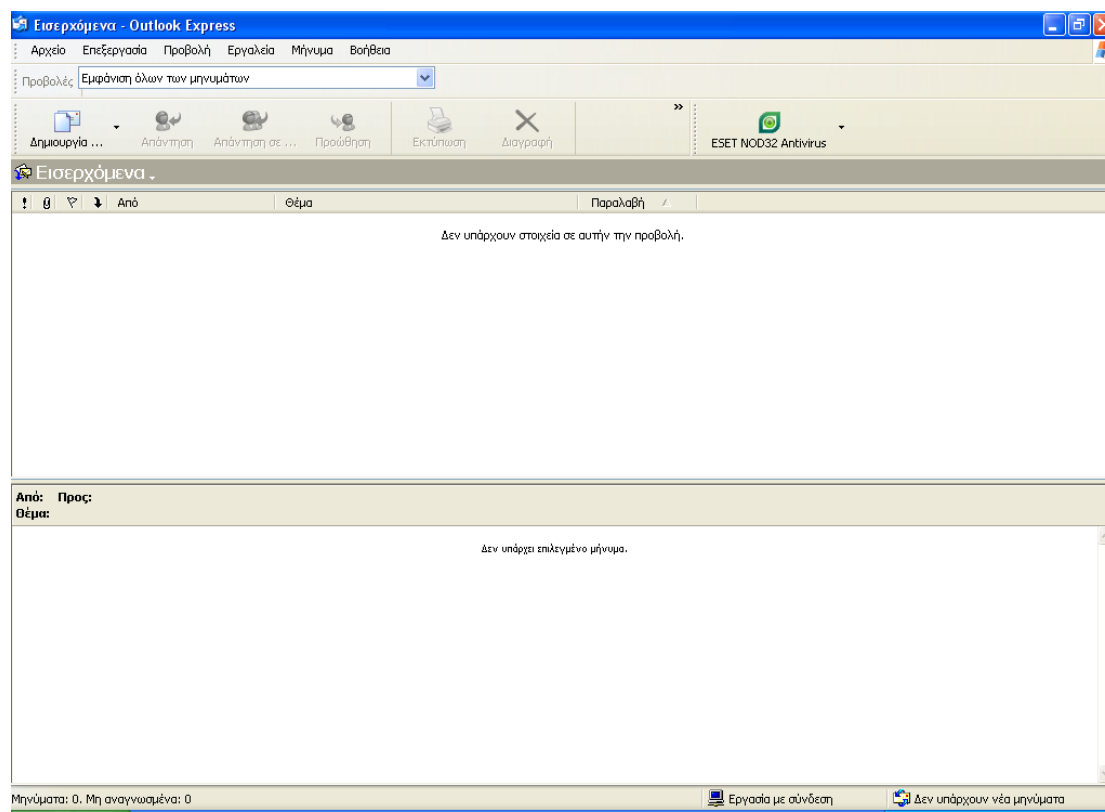 Εισερχόμενα - Outlook Express
Αρχείο Επεξεργασία Προβολή Εργαλεία Μήνυμα Βοήθεια
Προβολές Εμφάνιση όλων των μηνυμάτων
Δημιουργία ... Απάντηση Απάντηση σε ... Προώθηση Εκτύπωση Διαγραφή » ESET NOD32 Antivirus
Εισερχόμενα
! Από Θέμα Παραλαβή
Δεν υπάρχουν στοιχεία σε αυτήν την προβολή.
Από: Προς:
Θέμα:
Δεν υπάρχει επιλεγμένο μήνυμα.
Μηνύματα: 0. Μη αναγνωσμένα: 0 Εργασία με σύνδεση Δεν υπάρχουν νέα μηνύματα